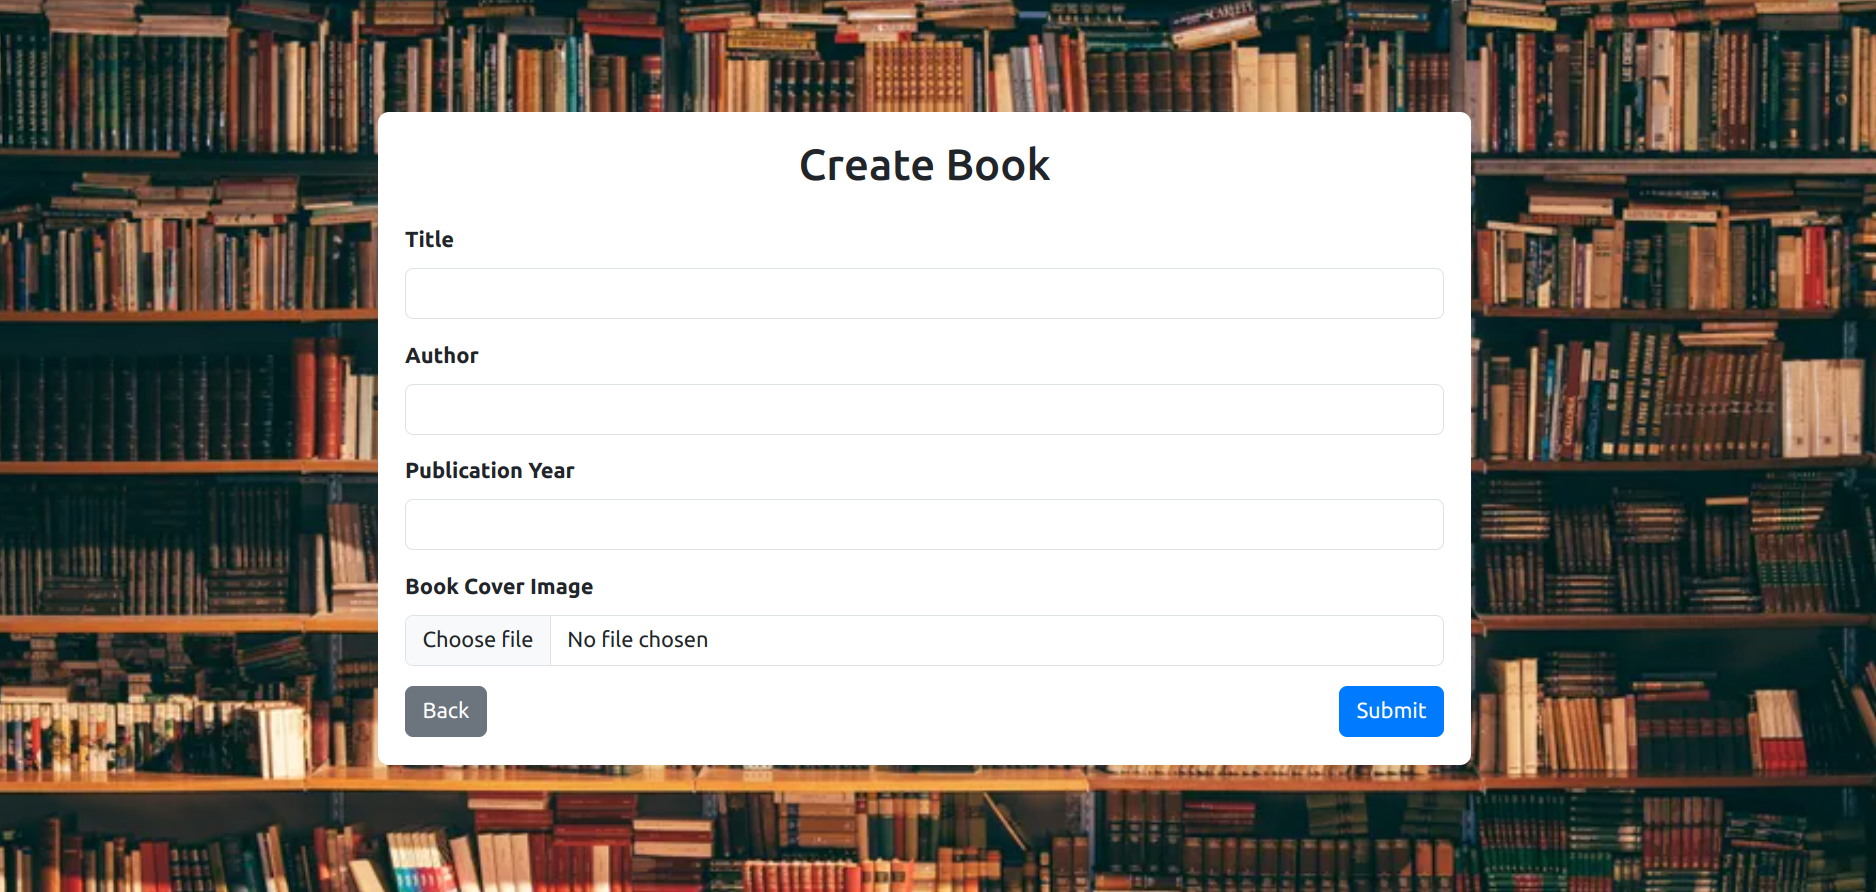 Create Book
Title
Author
Publication Year
Book Cover Image
Choose file No file chosen
Back Submit